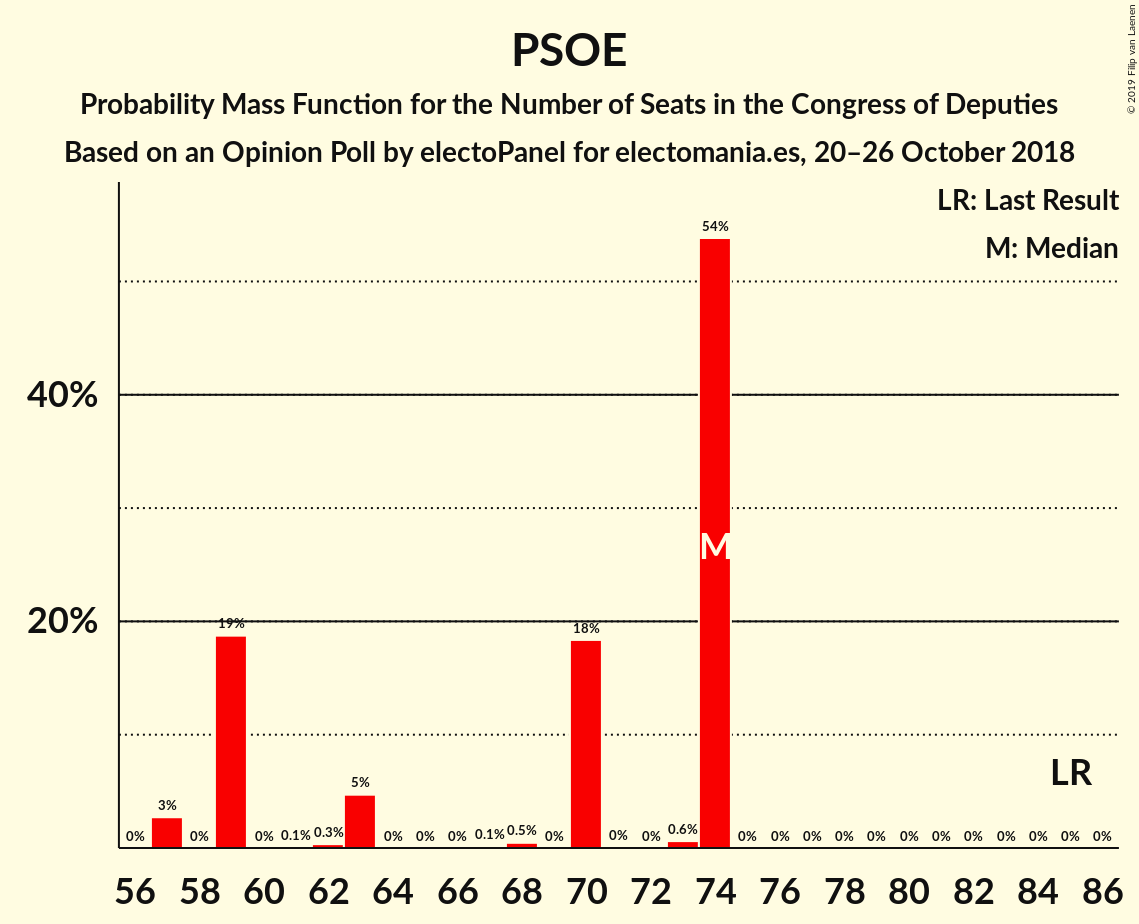 PSOE
Probability Mass Function for the Number of Seats in the Congress of Deputies
Based on an Opinion Poll by electoPanel for electomania.es, 20–26 October 2018
© 2019 Filip van Laenen
LR: Last Result
M: Median
54%
40%
M
20%
19%
18%
LR
0% 3% 0% 0% 0.1% 0.3% 5% 0% 0% 0% 0.1% 0.5% 0% 0% 0% 0.6% 0% 0% 0% 0% 0% 0% 0% 0% 0% 0% 0% 0%
56 58 60 62 64 66 68 70 72 74 76 78 80 82 84 86